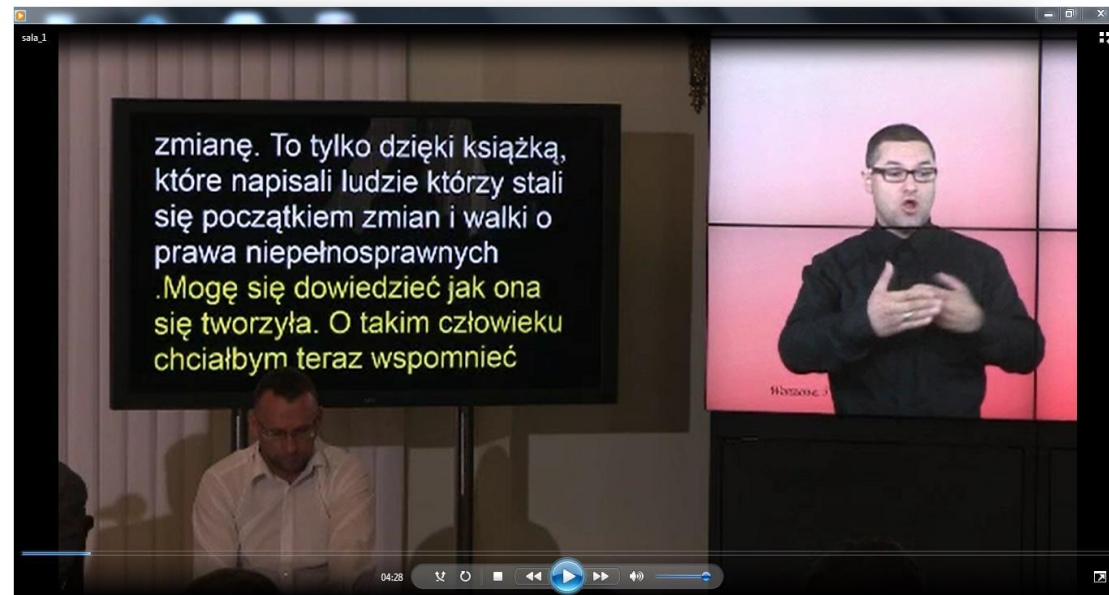 sala_1
zmianę. To tylko dzięki książką,
które napisali ludzie którzy stali
się początkiem zmian i walki o
prawa niepełnosprawnych
.Mogę się dowiedzieć jak ona
się tworzyła. O takim człowieku
chciałbym teraz wspomnieć
04:28